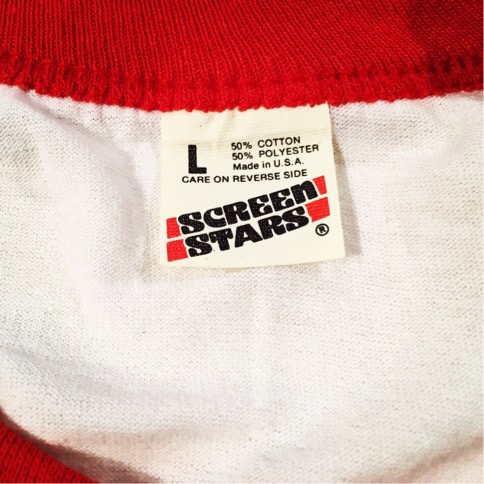 L
50% COTTON
50% POLYESTER
Made in U.S.A.
CARE ON REVERSE SIDE
SCREEN
STARS ®